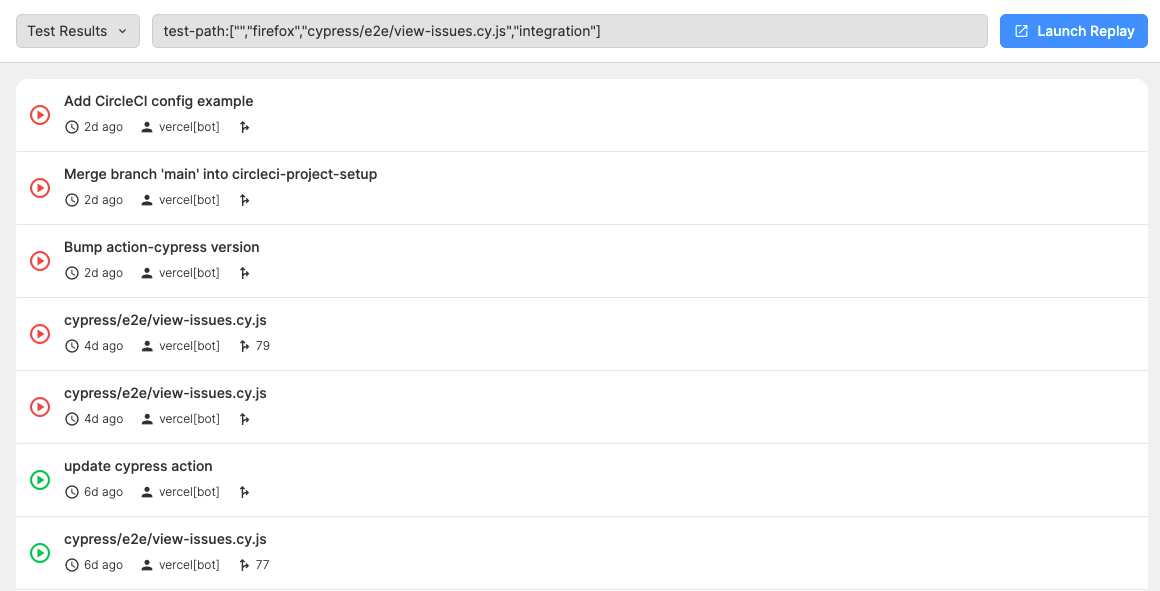 Test Results
test-path:["","firefox","cypress/e2e/view-issues.cy.js","integration"]
Launch Replay
Add CircleCI config example
2d ago vercel[bot]
Merge branch 'main' into circleci-project-setup
2d ago vercel[bot]
Bump action-cypress version
2d ago vercel[bot]
cypress/e2e/view-issues.cy.js
4d ago vercel[bot] 79
cypress/e2e/view-issues.cy.js
4d ago vercel[bot]
update cypress action
6d ago vercel[bot]
cypress/e2e/view-issues.cy.js
6d ago vercel[bot] 77